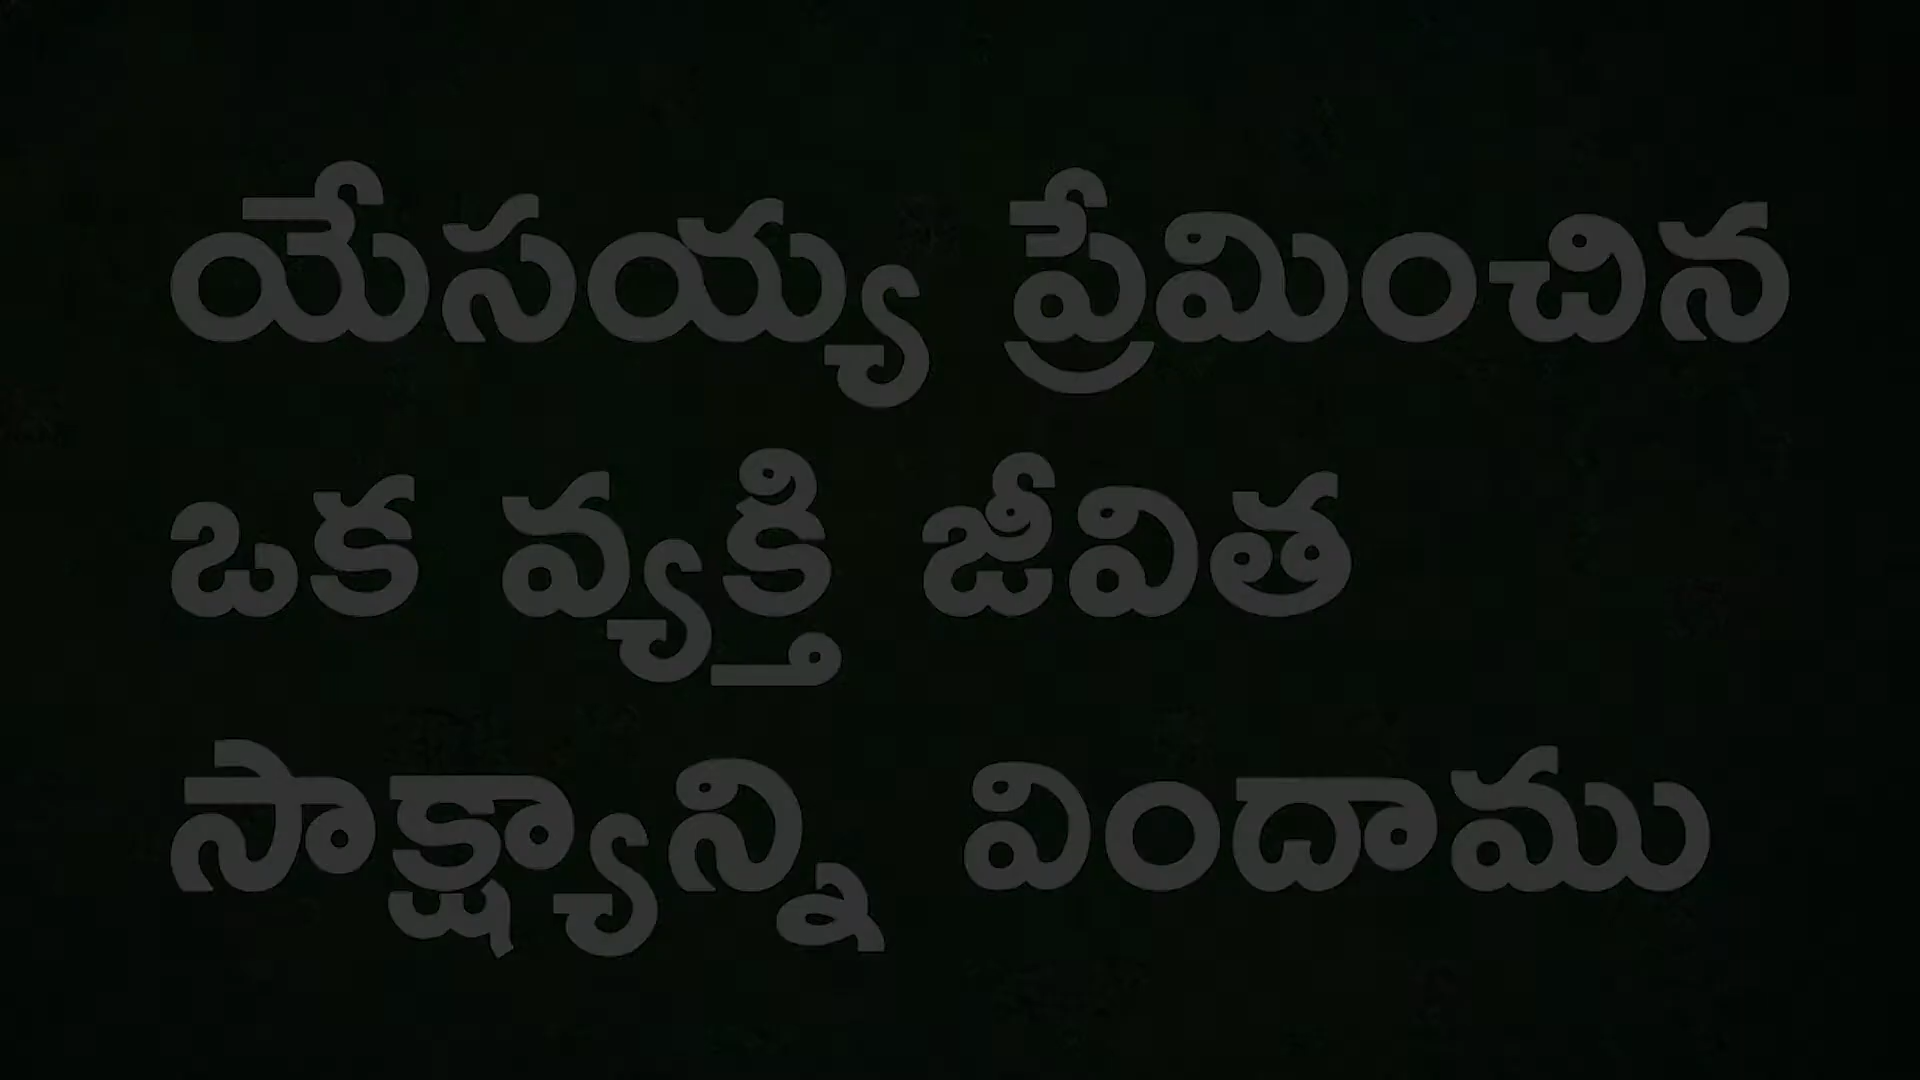 యేసయ్య ప్రేమించిన
ఒక వ్యక్తి జీవిత
సాక్ష్యాన్ని విందాము